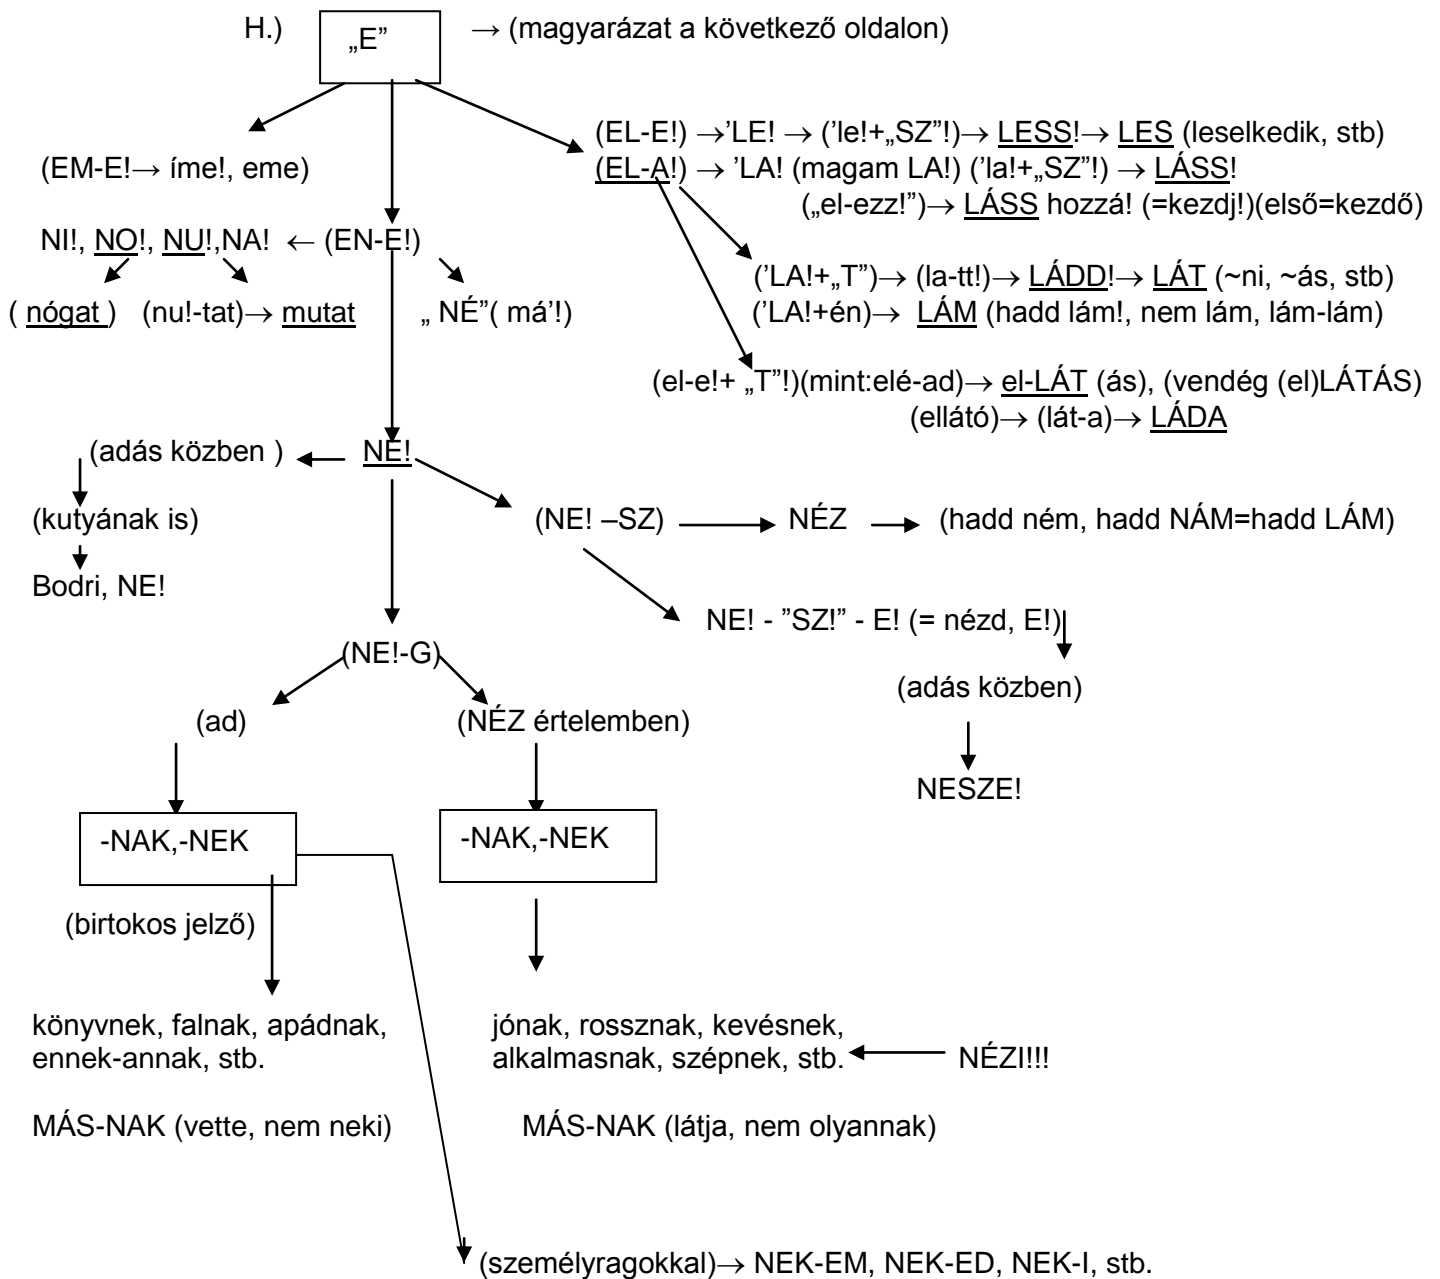 H.) „E” → (magyarázat a következő oldalon)
(EL-E!) →’LE! → (’le!+„SZ”!)→ LESS!→ LES (leselkedik, stb)
(EM-E!→ íme!, eme) (EL-A!) → ’LA! (magam LA!) (’la!+„SZ”!) → LÁSS!
(„el-ezz!”)→ LÁSS hozzá! (=kezdj!)(első=kezdő)
NI!, NO!, NU!,NA! ← (EN-E!)
(’LA!+„T”)→ (la-tt!)→ LÁDD!→ LÁT (~ni, ~ás, stb)
( nógat ) (nu!-tat)→ mutat „ NÉ”( má’!) (’LA!+én)→ LÁM (hadd lám!, nem lám, lám-lám)
(el-e!+ „T”!)(mint:elé-ad)→ el-LÁT (ás), (vendég (el)LÁTÁS)
(ellátó)→ (lát-a)→ LÁDA
(adás közben ) NE!
(kutyának is) (NE! –SZ) NÉZ (hadd ném, hadd NÁM=hadd LÁM)
Bodri, NE!
NE! - ”SZ!” - E! (= nézd, E!)
(NE!-G)
(adás közben)
(ad) (NÉZ értelemben)
NESZE!
-NAK,-NEK -NAK,-NEK
(birtokos jelző)
könyvnek, falnak, apádnak, jónak, rossznak, kevésnek,
ennek-annak, stb. alkalmasnak, szépnek, stb. NÉZI!!!
MÁS-NAK (vette, nem neki) MÁS-NAK (látja, nem olyannak)
(személyragokkal)→ NEK-EM, NEK-ED, NEK-I, stb.